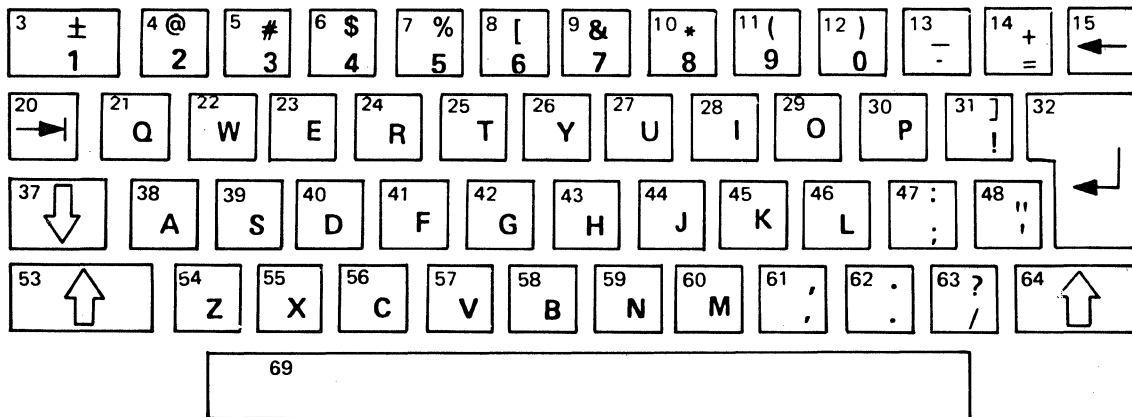 3 ± 4 @ 5 # 6 $ 7 % 8 [ 9 & 10 * 11 ( 12 ) 13 _ 14 + 15
1 2 3 4 5 6 7 8 9 0 - =
20 21 22 23 24 25 26 27 28 29 30 31 ] 32
Q W E R T Y U I O P !
37 38 39 40 41 42 43 44 45 46 47 : 48 "
A S D F G H J K L ; '
53 54 55 56 57 58 59 60 61 , 62 . 63 ? 64
Z X C V B N M , . /
69